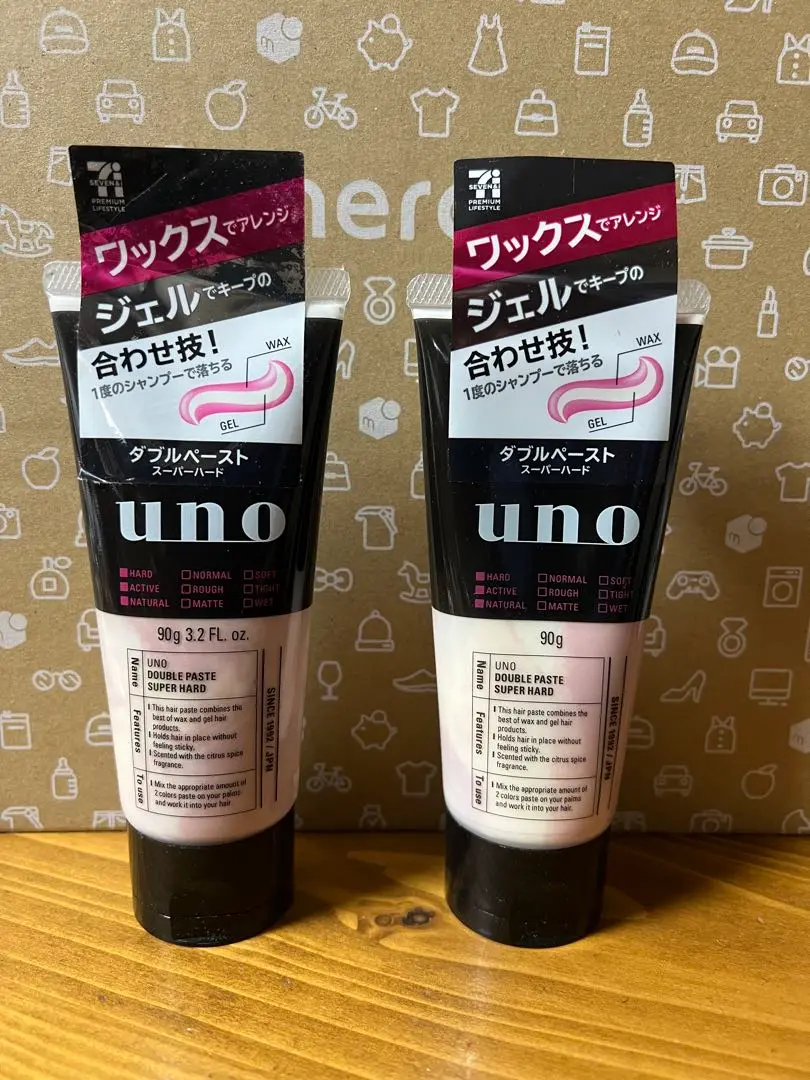 mer
7i
SEVEN&i
PREMIUM
LIFESTYLE
ワックスでアレンジ
ジェルでキープの
合わせ技！
1度のシャンプーで落ちる
WAX
GEL
ダブルペースト
スーパーハード
uno
HARD NORMAL SOFT
ACTIVE ROUGH TIGHT
NATURAL MATTE WET
90g 3.2 FL. oz.
Name
UNO
DOUBLE PASTE
SUPER HARD
Features
This hair paste combines the
best of wax and gel hair
products.
Holds hair in place without
feeling sticky.
Scented with the citrus spice
fragrance.
To use
Mix the appropriate amount of
2 colors paste on your palms
and work it into your hair.
SINCE 1992 / JPN
7i
SEVEN&i
PREMIUM
LIFESTYLE
ワックスでアレンジ
ジェルでキープの
合わせ技！
1度のシャンプーで落ちる
WAX
GEL
ダブルペースト
スーパーハード
uno
HARD NORMAL SOFT
ACTIVE ROUGH TIGHT
NATURAL MATTE WET
90g
Name
UNO
DOUBLE PASTE
SUPER HARD
Features
This hair paste combines the
best of wax and gel hair
products.
Holds hair in place without
feeling sticky.
Scented with the citrus spice
fragrance.
To use
Mix the appropriate amount of
2 colors paste on your palms
and work it into your hair.
SINCE 1992 / JPN